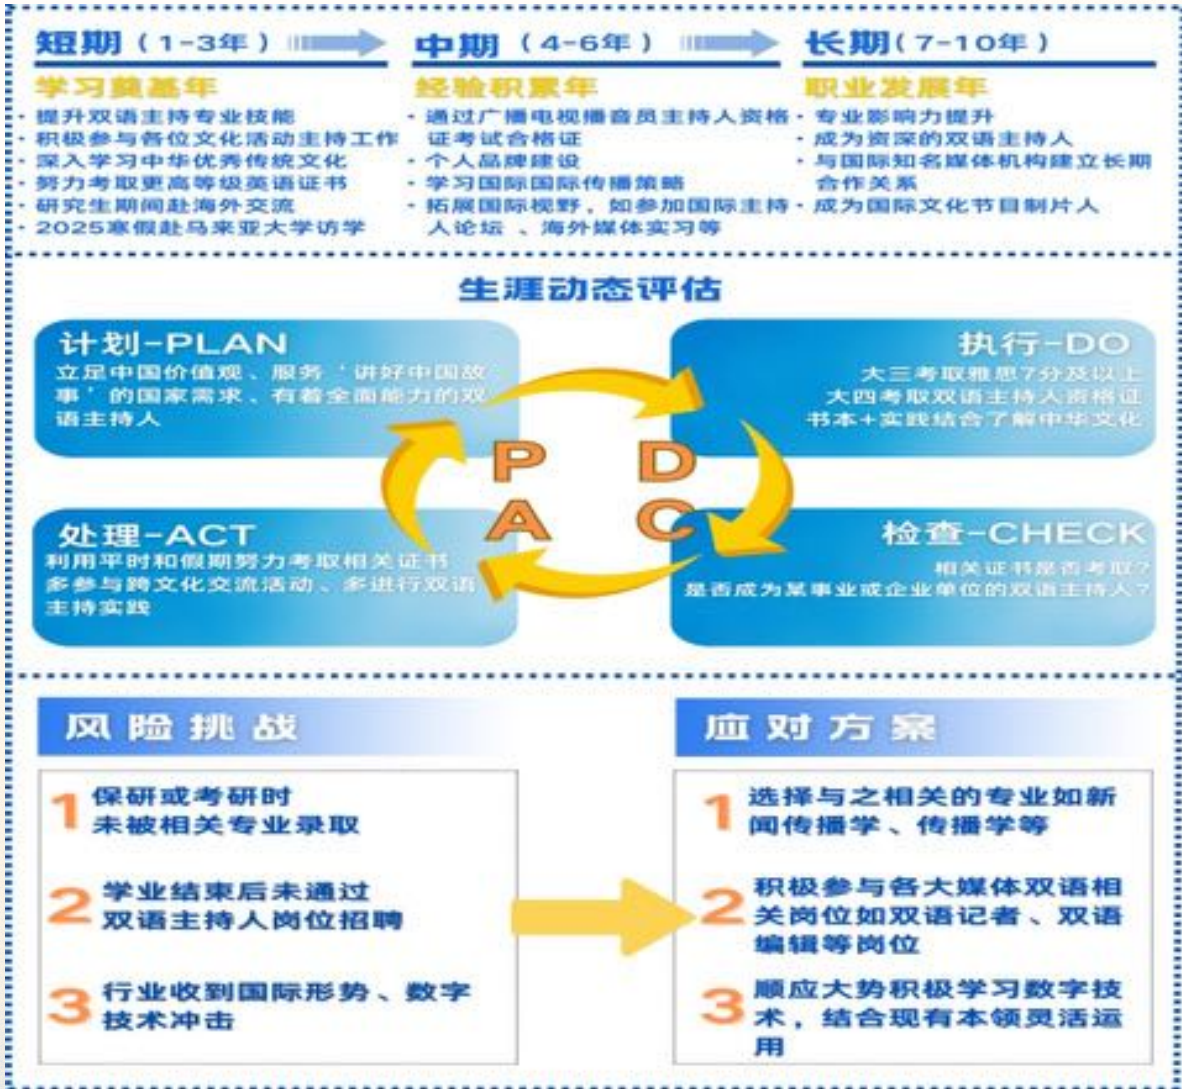 短期（1-3年）
中期（4-6年）
长期（7-10年）
学习奠基年
· 提升双语主持专业技能
· 积极参与各位文化活动主持工作
· 深入学习中华优秀传统文化
· 努力考取更高等级英语证书
· 研究生期间赴海外交流
· 2025寒假赴马来亚大学访学
经验积累年
· 通过广播电视播音员主持人资格
证考试合格证
· 个人品牌建设
· 学习国际国际传播策略
· 拓展国际视野，如参加国际主持
人论坛 、海外媒体实习等
职业发展年
· 专业影响力提升
· 成为资深的双语主持人
· 与国际知名媒体机构建立长期
合作关系
· 成为国际文化节目制片人
生涯动态评估
计划-PLAN
立足中国价值观、服务‘讲好中国故
事’的国家需求、有着全面能力的双
语主持人
执行-DO
大三考取雅思7分及以上
大四考取双语主持人资格证
书本+实践结合了解中华文化
P D
A C
处理-ACT
利用平时和假期努力考取相关证书
多参与跨文化交流活动、多进行双语
主持实践
检查-CHECK
相关证书是否考取?
是否成为某事业或企业单位的双语主持人?
风险挑战
1 保研或考研时
未被相关专业录取
2 学业结束后未通过
双语主持人岗位招聘
3 行业收到国际形势、数字
技术冲击
应对方案
1 选择与之相关的专业如新
闻传播学、传播学等
2 积极参与各大媒体双语相
关岗位如双语记者、双语
编辑等岗位
3 顺应大势积极学习数字技
术，结合现有本领灵活运
用